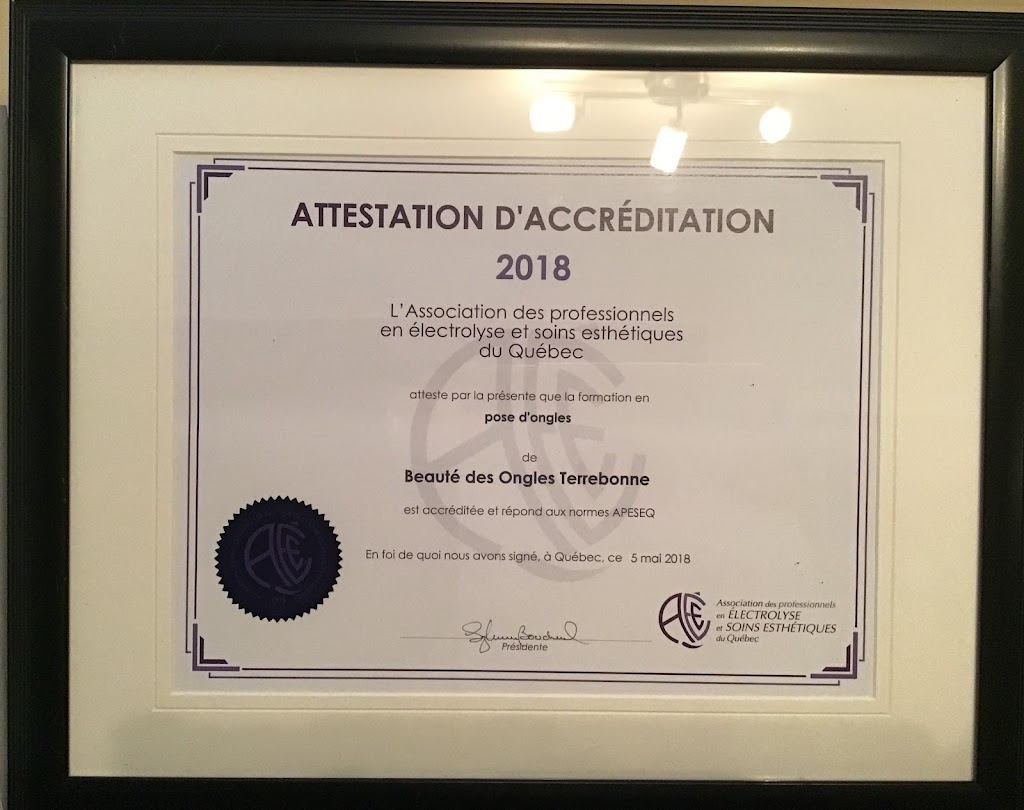 ATTESTATION D'ACCRÉDITATION
2018
L'Association des professionnels
en électrolyse et soins esthétiques
du Québec
atteste par la présente que la formation en
pose d'ongles
de
Beauté des Ongles Terrebonne
est accréditée et répond aux normes APESEQ
En foi de quoi nous avons signé, à Québec, ce 5 mai 2018
Présidente
Association des professionnels
en ÉLECTROLYSE
et SOINS ESTHÉTIQUES
du Québec